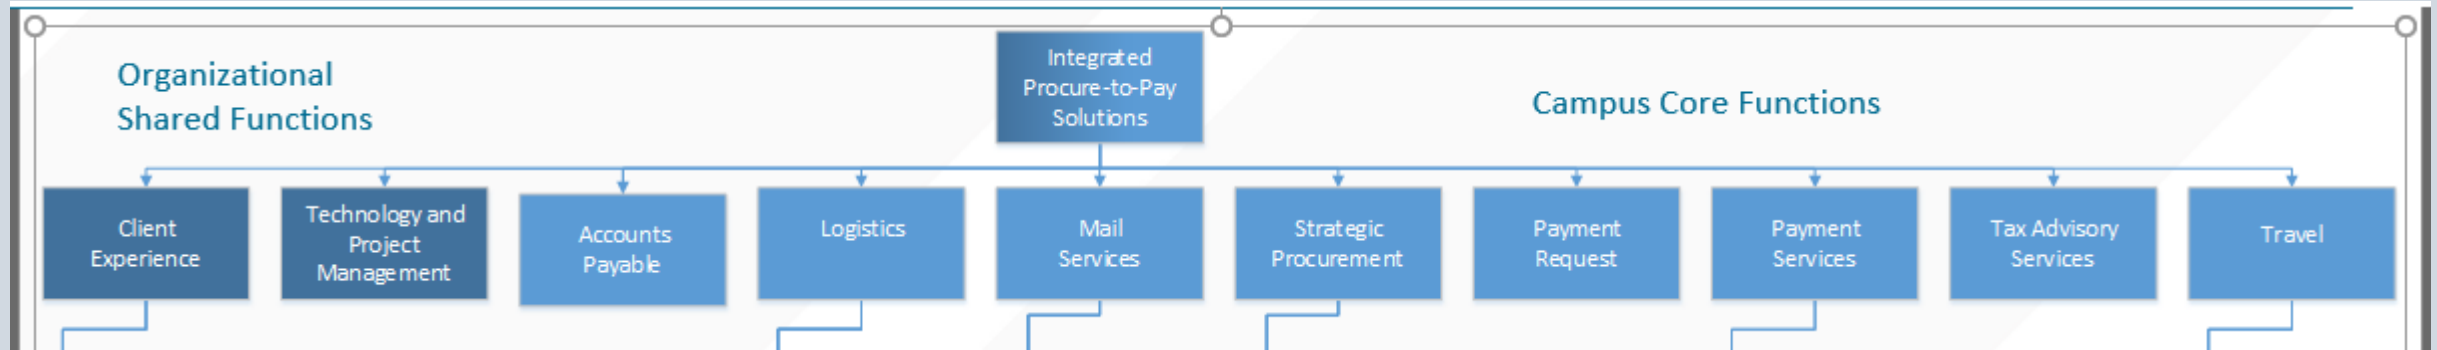 Organizational
Shared Functions
Integrated
Procure-to-Pay
Solutions
Campus Core Functions
Client
Experience
Technology and
Project
Management
Accounts
Payable
Logistics
Mail
Services
Strategic
Procurement
Payment
Request
Payment
Services
Tax Advisory
Services
Travel